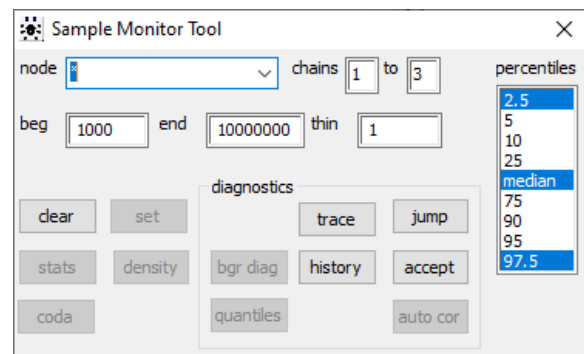 Sample Monitor Tool
node * chains 1 to 3 percentiles
beg 1000 end 10000000 thin 1
2.5
5
10
25
median
75
90
95
97.5
diagnostics
clear set trace jump
stats density bgr diag history accept
coda quantiles auto cor